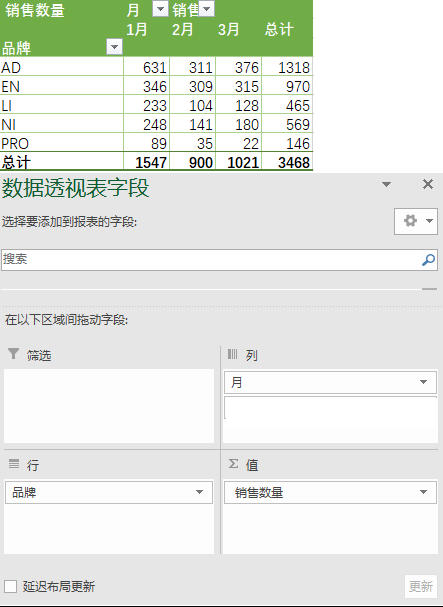 销售数量 月 销售
1月 2月 3月 总计
品牌
AD 631 311 376 1318
EN 346 309 315 970
LI 233 104 128 465
NI 248 141 180 569
PRO 89 35 22 146
总计 1547 900 1021 3468
数据透视表字段
选择要添加到报表的字段:
搜索
在以下区域间拖动字段:
筛选 列
月
行 值
品牌 销售数量
延迟布局更新 更新